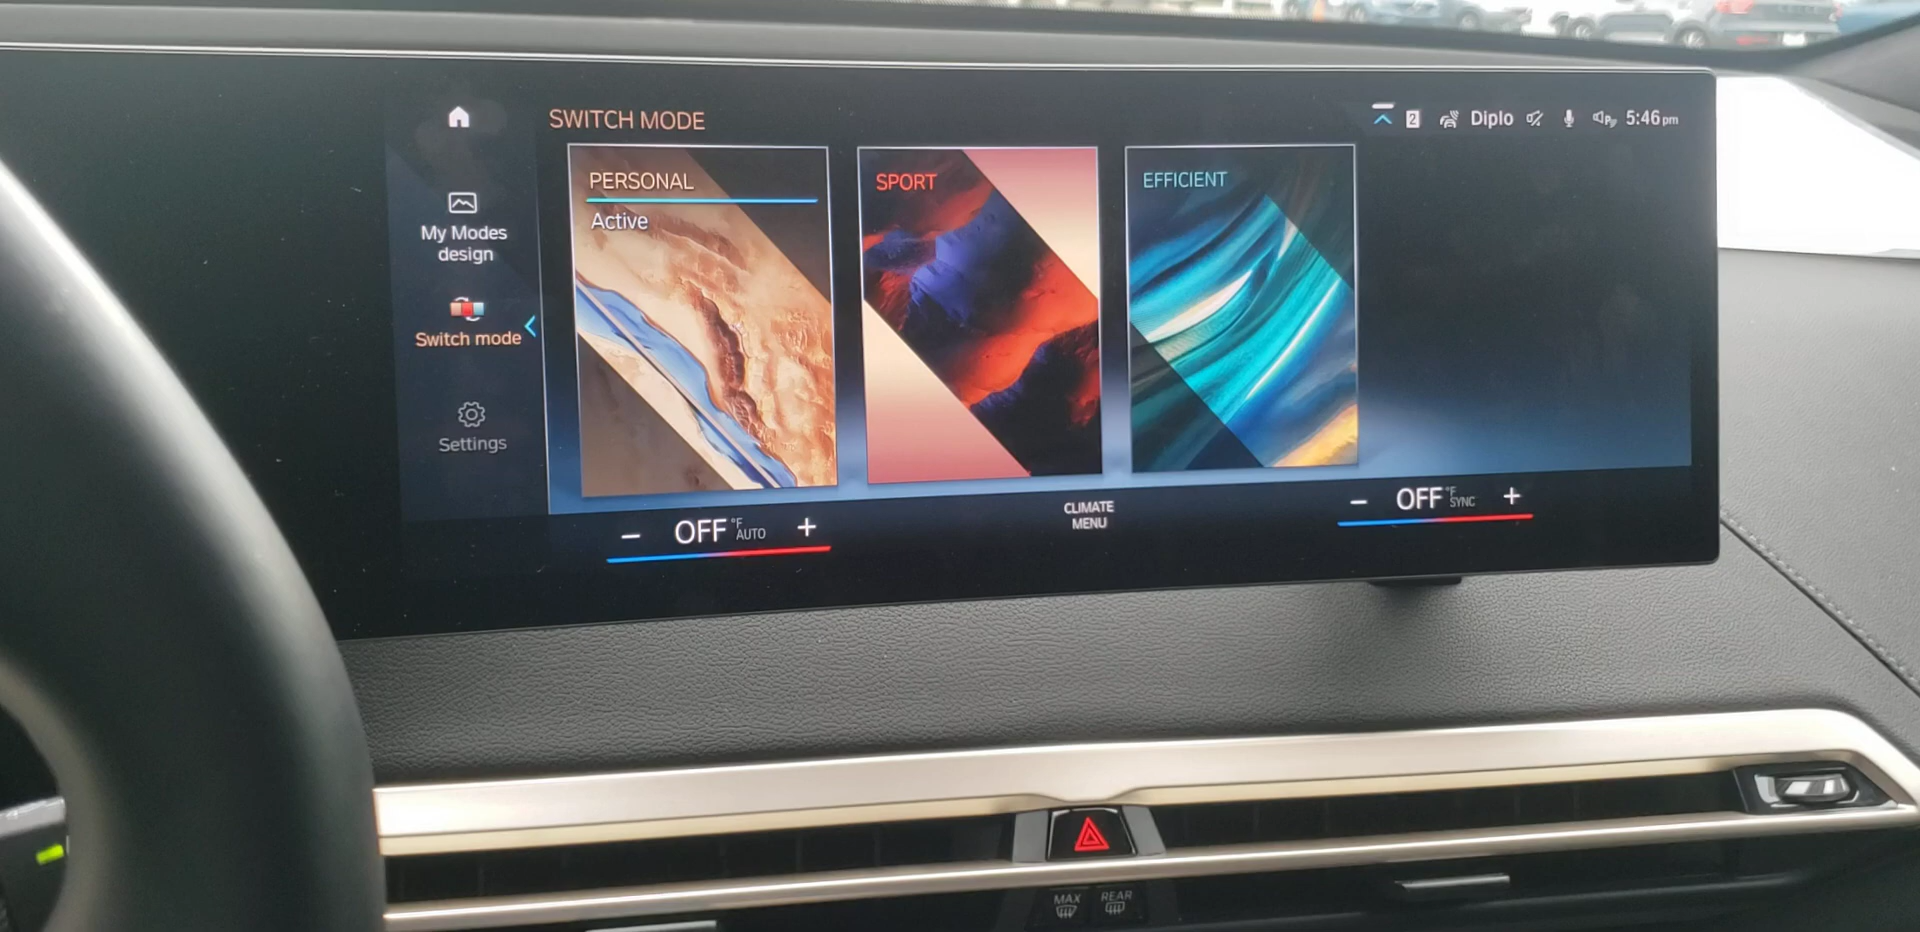 SWITCH MODE
2
Diplo
5:46 pm
My Modes
design
Switch mode
Settings
PERSONAL
Active
SPORT
EFFICIENT
− OFF °F AUTO +
CLIMATE
MENU
− OFF °F SYNC +
MAX
REAR